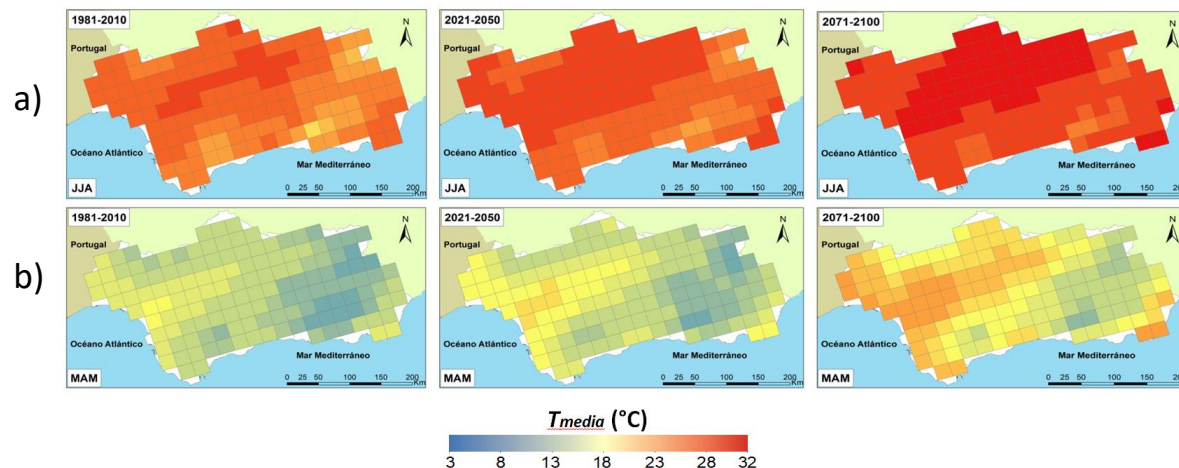 a)
1981-2010
N
Portugal
Océano Atlántico
Mar Mediterráneo
JJA
0 25 50 100 150 200
Km
2021-2050
N
Portugal
Océano Atlántico
Mar Mediterráneo
JJA
0 25 50 100 150 200
Km
2071-2100
N
Portugal
Océano Atlántico
Mar Mediterráneo
JJA
0 25 50 100 150 200
b)
1981-2010
N
Portugal
Océano Atlántico
Mar Mediterráneo
MAM
0 25 50 100 150 200
Km
2021-2050
N
Portugal
Océano Atlántico
Mar Mediterráneo
MAM
0 25 50 100 150 200
Km
2071-2100
N
Portugal
Océano Atlántico
Mar Mediterráneo
MAM
0 25 50 100 150 200
Tmedia (°C)
3 8 13 18 23 28 32